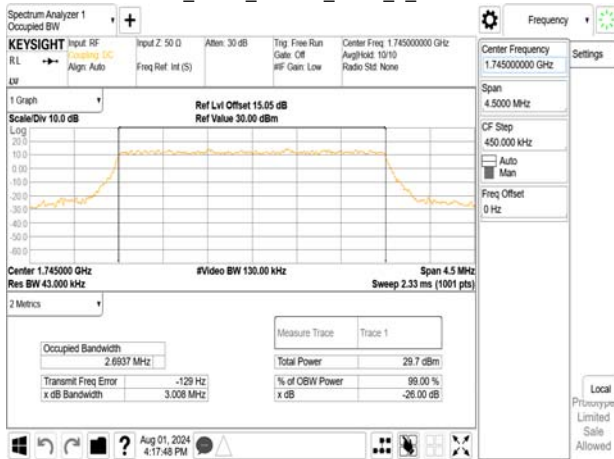 Spectrum Analyzer 1
Occupied BW
+
Frequency
KEYSIGHT Input: RF
RL
Coupling: DC
Align: Auto
Input Z: 50 Ω
Freq Ref: Int (S)
Atten: 30 dB
Trig: Free Run
Gate: Off
#IF Gain: Low
Center Freq: 1.745000000 GHz
Avg|Hold: 10/10
Radio Std: None
Center Frequency
1.745000000 GHz
Settings
Span
4.5000 MHz
CF Step
450.000 kHz
Auto
Man
Freq Offset
0 Hz
1 Graph
Scale/Div 10.0 dB
Ref Lvl Offset 15.05 dB
Ref Value 30.00 dBm
Log
20.0
10.0
0.00
-10.0
-20.0
-30.0
-40.0
-50.0
-60.0
Center 1.745000 GHz
#Video BW 130.00 kHz
Span 4.5 MHz
Res BW 43.000 kHz
Sweep 2.33 ms (1001 pts)
2 Metrics
Measure Trace
Trace 1
Occupied Bandwidth
2.6937 MHz
Total Power
29.7 dBm
Transmit Freq Error
-129 Hz
% of OBW Power
99.00 %
x dB Bandwidth
3.008 MHz
x dB
-26.00 dB
Local
Prototype
Limited
Sale
Allowed
?
Aug 01, 2024
4:17:48 PM